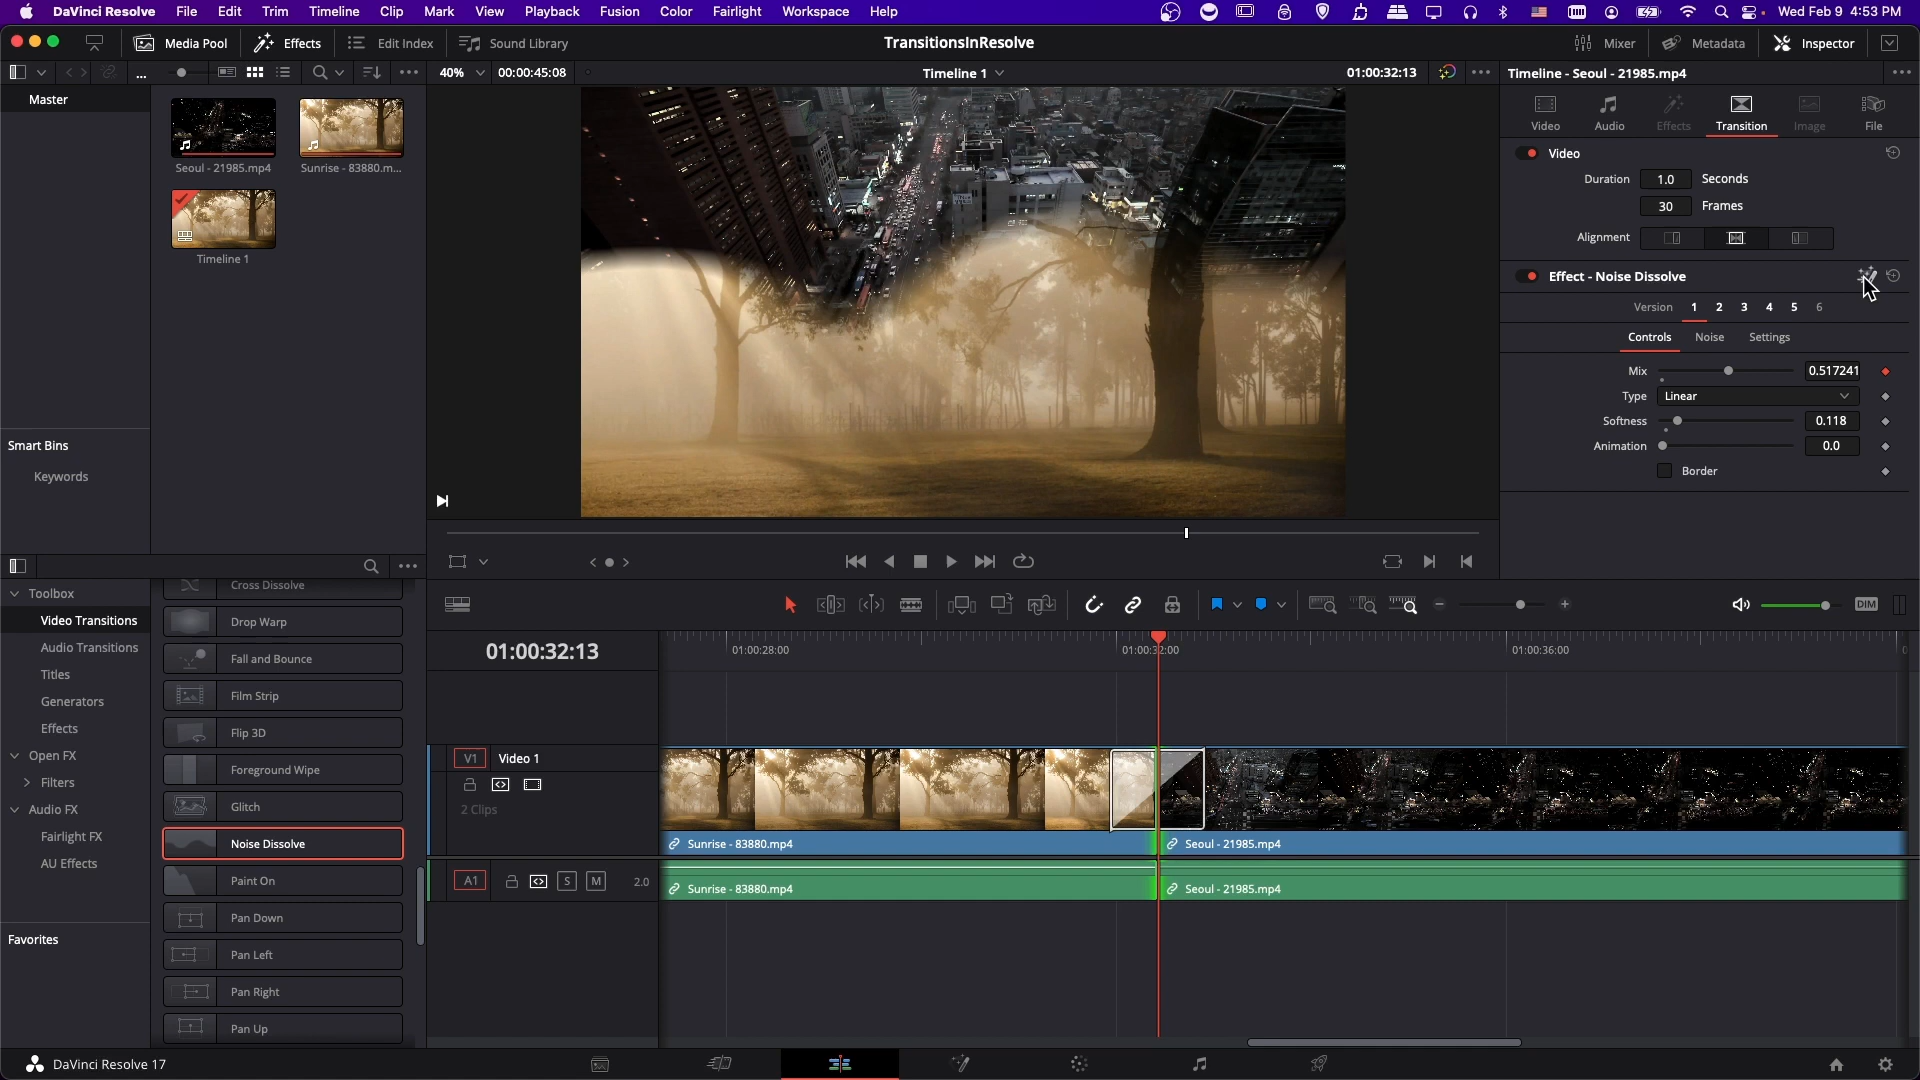 DaVinci Resolve File Edit Trim Timeline Clip Mark View Playback Fusion Color Fairlight Workspace Help Wed Feb 9 4:53 PM
Media Pool Effects Edit Index Sound Library TransitionsInResolve Mixer Metadata Inspector
... 40% 00:00:45:08 Timeline 1 01:00:32:13 Timeline - Seoul - 21985.mp4
Master
Seoul - 21985.mp4 Sunrise - 83880.m...
Timeline 1
Smart Bins
Keywords
Video Audio Effects Transition Image File
Video
Duration 1.0 Seconds
30 Frames
Alignment
Effect - Noise Dissolve
Version 1 2 3 4 5 6
Controls Noise Settings
Mix 0.517241
Type Linear
Softness 0.118
Animation 0.0
Border
Toolbox
Video Transitions
Audio Transitions
Titles
Generators
Effects
Open FX
Filters
Audio FX
Fairlight FX
AU Effects
Favorites
Cross Dissolve
Drop Warp
Fall and Bounce
Film Strip
Flip 3D
Foreground Wipe
Glitch
Noise Dissolve
Paint On
Pan Down
Pan Left
Pan Right
Pan Up
DIM
01:00:32:13 01:00:28:00 01:00:32:00 01:00:36:00
V1 Video 1
2 Clips
Sunrise - 83880.mp4 Seoul - 21985.mp4
A1 S M 2.0 Sunrise - 83880.mp4 Seoul - 21985.mp4
DaVinci Resolve 17